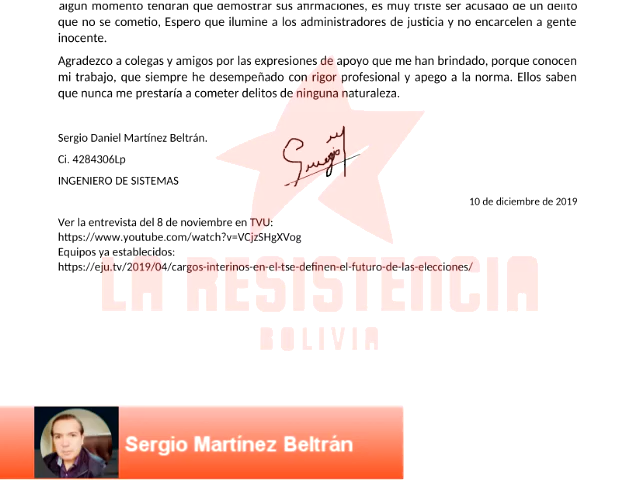 algun momento tendrán que demostrar sus afirmaciones, es muy triste ser acusado de un delito
que no se cometio, Espero que ilumine a los administradores de justicia y no encarcelen a gente
inocente.
Agradezco a colegas y amigos por las expresiones de apoyo que me han brindado, porque conocen
mi trabajo, que siempre he desempeñado con rigor profesional y apego a la norma. Ellos saben
que nunca me prestaría a cometer delitos de ninguna naturaleza.
Sergio Daniel Martínez Beltrán.
Ci. 4284306Lp
INGENIERO DE SISTEMAS
10 de diciembre de 2019
Ver la entrevista del 8 de noviembre en TVU:
https://www.youtube.com/watch?v=VCjzSHgXVog
Equipos ya establecidos:
https://eju.tv/2019/04/cargos-interinos-en-el-tse-definen-el-futuro-de-las-elecciones/
LA RESISTENCIA
BOLIVIA
Sergio Martínez Beltrán